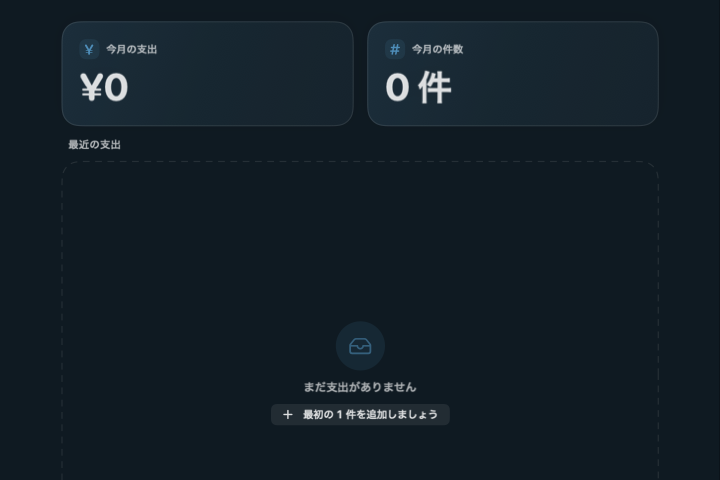 ¥ 今月の支出
¥0
# 今月の件数
0 件
最近の支出
まだ支出がありません
+ 最初の 1 件を追加しましょう